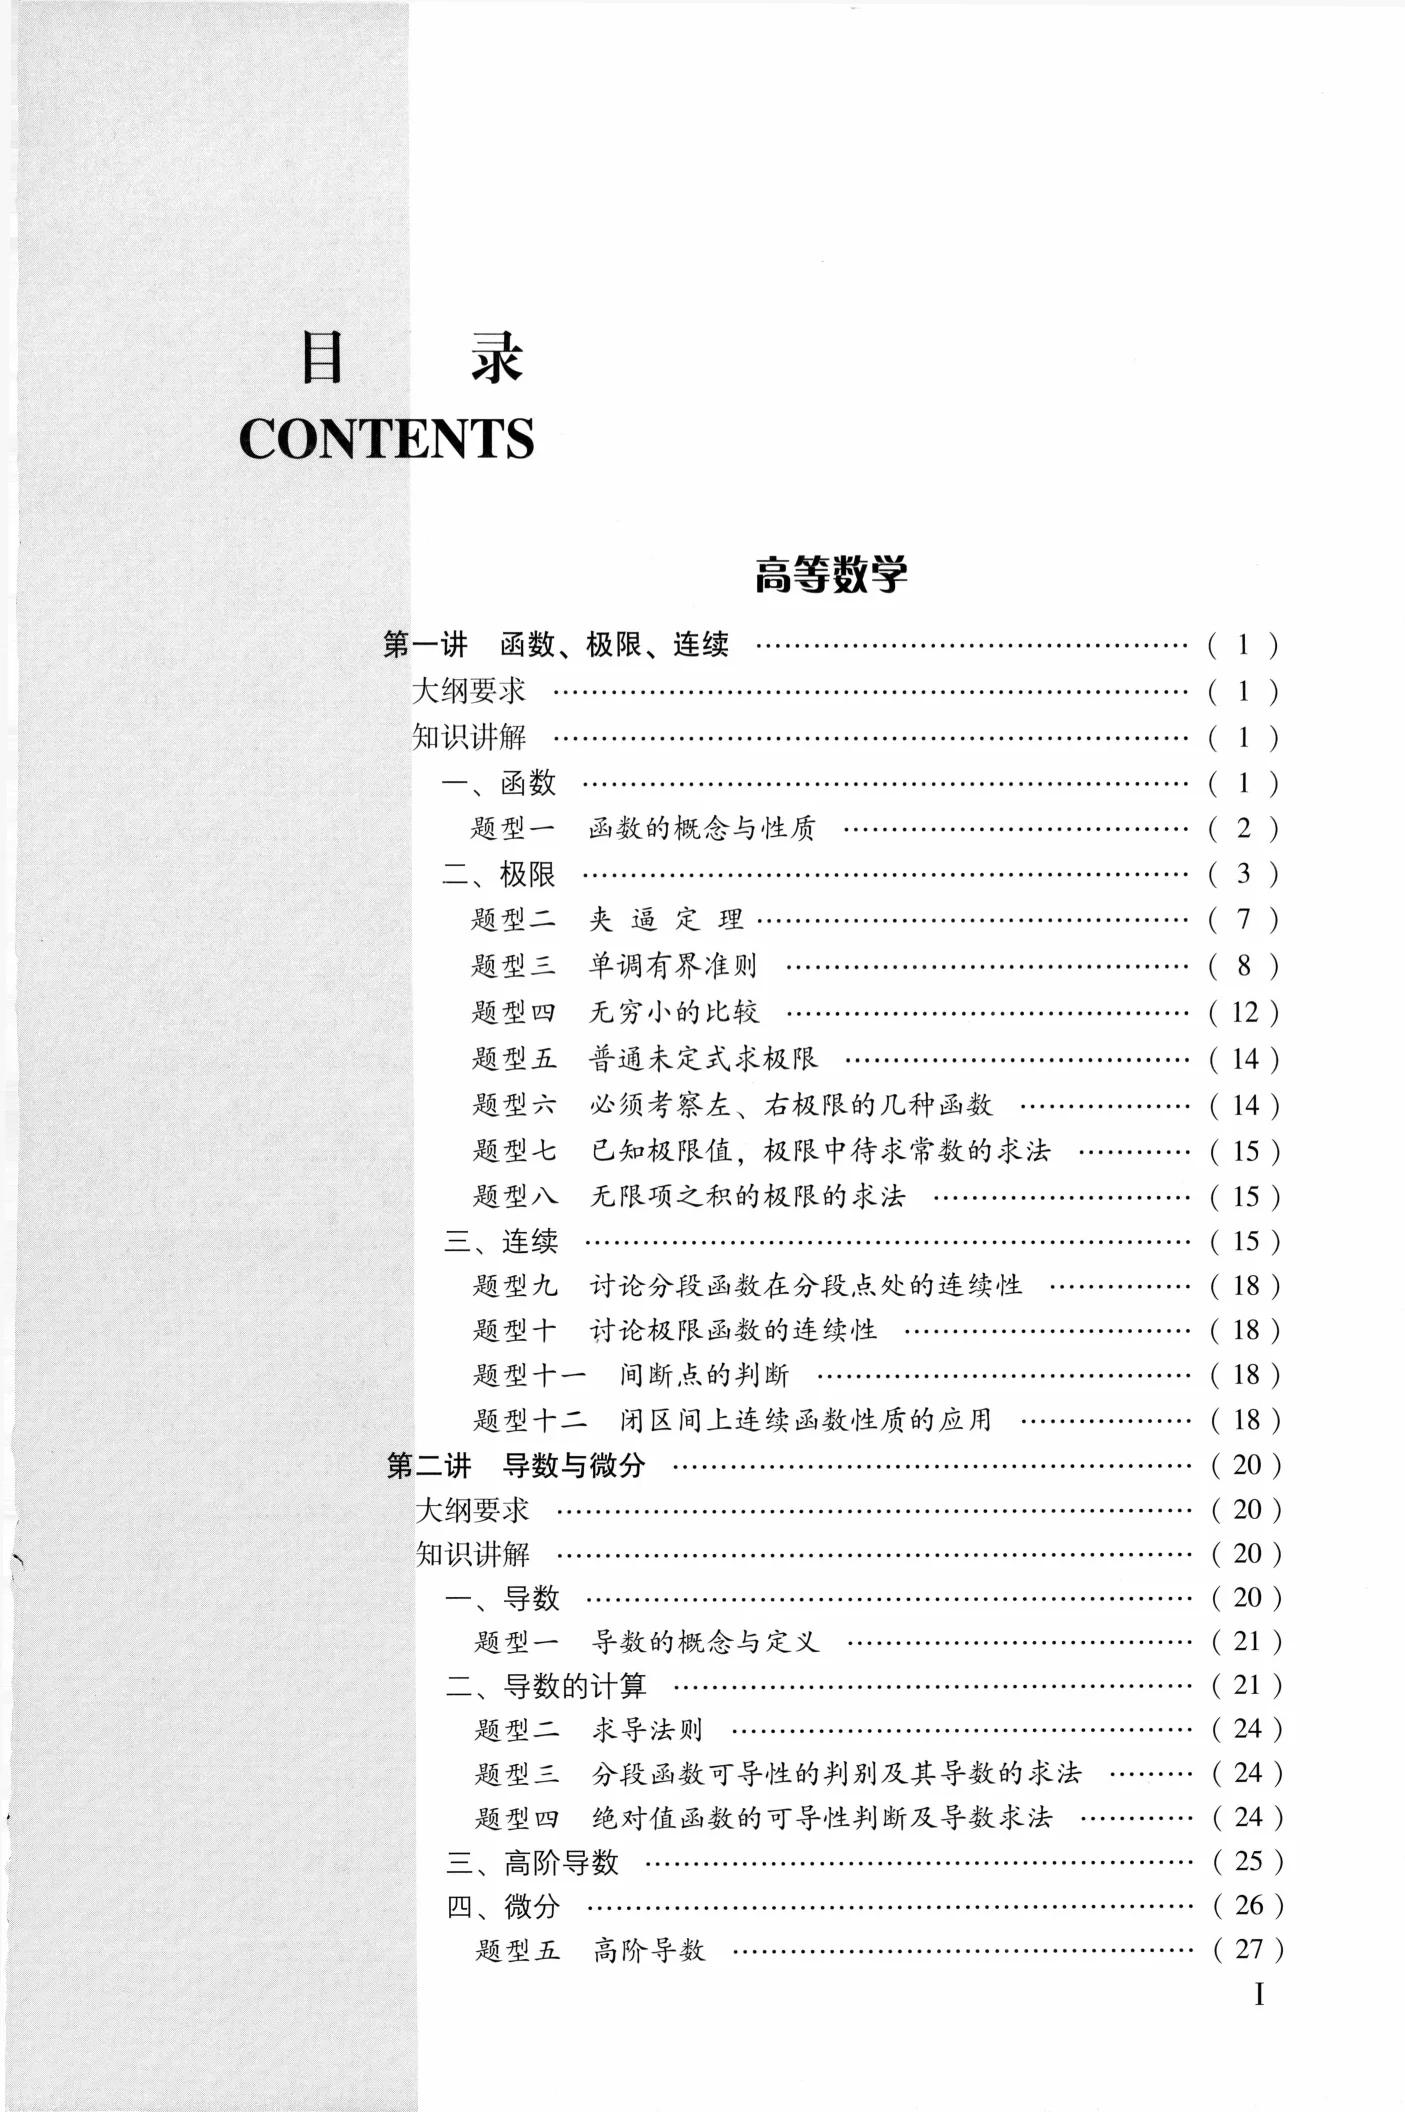 目 录
CONTENTS
高等数学
第一讲 函数、极限、连续 ………………………………………… ( 1 )
大纲要求 ………………………………………………………… ( 1 )
知识讲解 ………………………………………………………… ( 1 )
一、函数 ………………………………………………………… ( 1 )
题型一 函数的概念与性质 ………………………………… ( 2 )
二、极限 ………………………………………………………… ( 3 )
题型二 夹 逼 定 理 ………………………………………… ( 7 )
题型三 单调有界准则 ……………………………………… ( 8 )
题型四 无穷小的比较 ……………………………………… ( 12 )
题型五 普通未定式求极限 ………………………………… ( 14 )
题型六 必须考察左、右极限的几种函数 ……………… ( 14 )
题型七 已知极限值，极限中待求常数的求法 ………… ( 15 )
题型八 无限项之积的极限的求法 ……………………… ( 15 )
三、连续 ………………………………………………………… ( 15 )
题型九 讨论分段函数在分段点处的连续性 …………… ( 18 )
题型十 讨论极限函数的连续性 ………………………… ( 18 )
题型十一 间断点的判断 ………………………………… ( 18 )
题型十二 闭区间上连续函数性质的应用 ……………… ( 18 )
第二讲 导数与微分 ……………………………………………… ( 20 )
大纲要求 ………………………………………………………… ( 20 )
知识讲解 ………………………………………………………… ( 20 )
一、导数 ………………………………………………………… ( 20 )
题型一 导数的概念与定义 ……………………………… ( 21 )
二、导数的计算 ………………………………………………… ( 21 )
题型二 求导法则 …………………………………………… ( 24 )
题型三 分段函数可导性的判别及其导数的求法 ……… ( 24 )
题型四 绝对值函数的可导性判断及导数求法 ………… ( 24 )
三、高阶导数 …………………………………………………… ( 25 )
四、微分 ………………………………………………………… ( 26 )
题型五 高阶导数 …………………………………………… ( 27 )
I